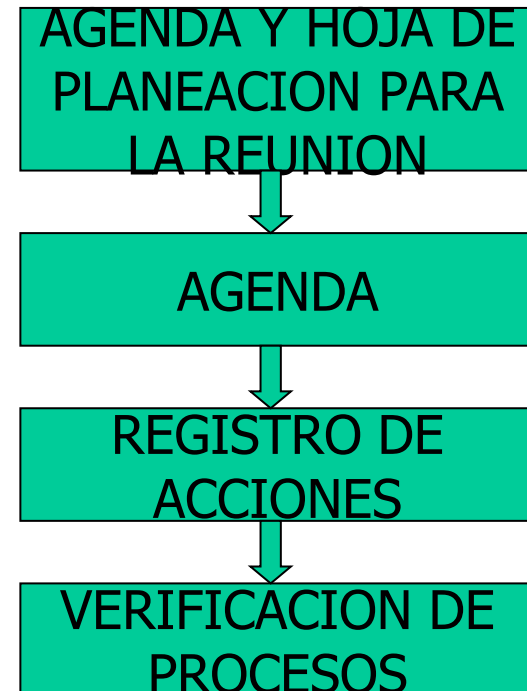 AGENDA Y HOJA DE
PLANEACION PARA
LA REUNION
AGENDA
REGISTRO DE
ACCIONES
VERIFICACION DE
PROCESOS